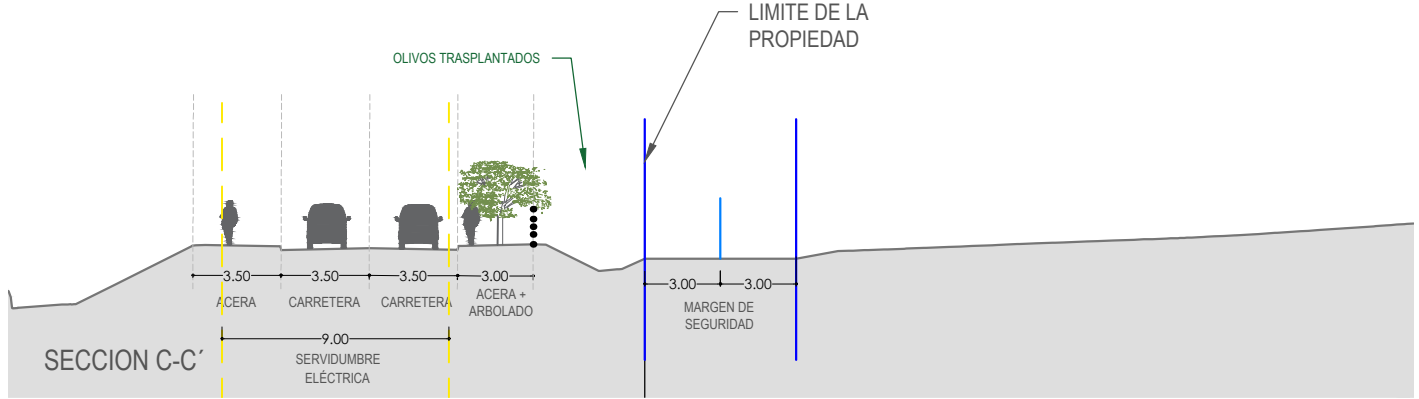 LIMITE DE LA
PROPIEDAD
OLIVOS TRASPLANTADOS
3.50 3.50 3.50 3.00 3.00 3.00
ACERA CARRETERA CARRETERA ACERA +
ARBOLADO
MARGEN DE
SEGURIDAD
9.00
SERVIDUMBRE
ELÉCTRICA
SECCION C-C´